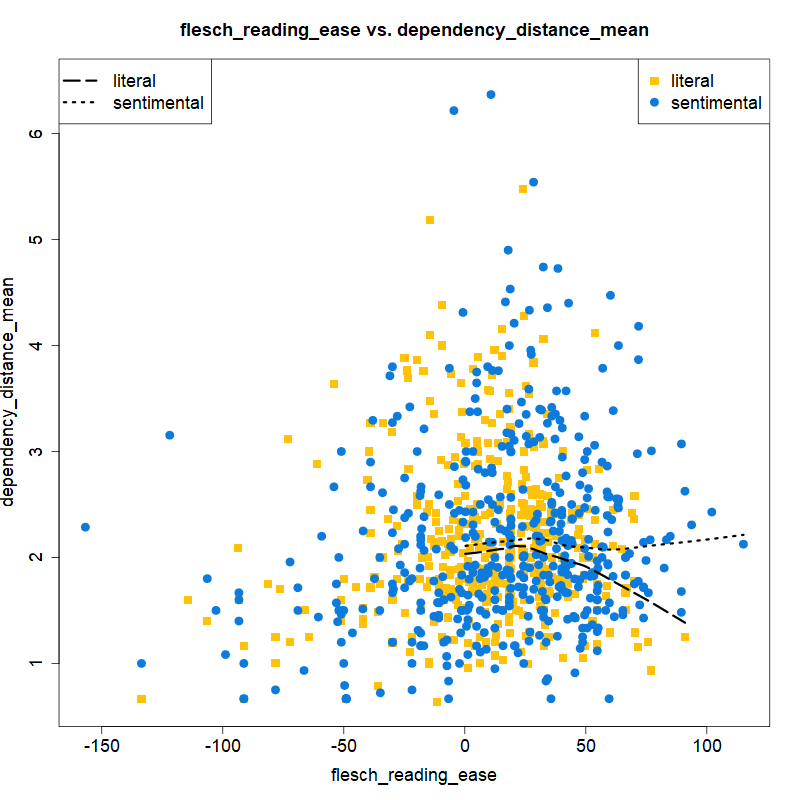 flesch_reading_ease vs. dependency_distance_mean
literal
sentimental
literal
sentimental
dependency_distance_mean
6
5
4
3
2
1
-150 -100 -50 0 50 100
flesch_reading_ease